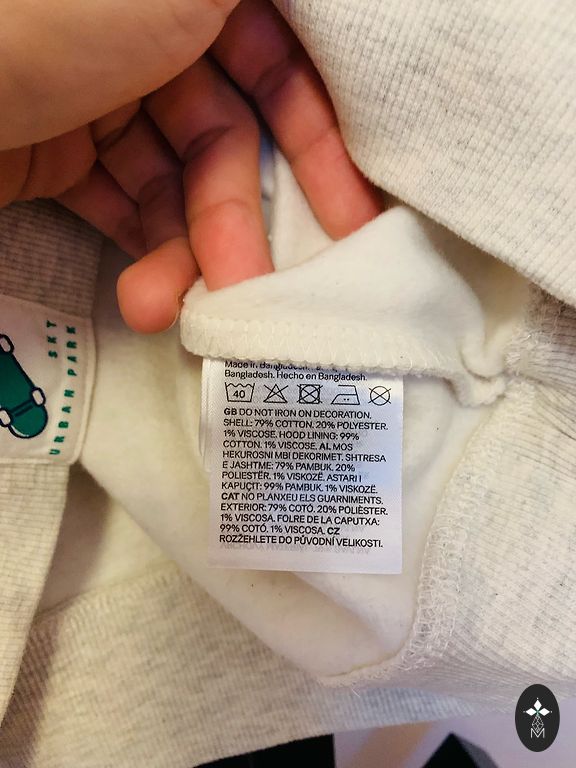 SKY
URBAN PARK
Made in Bangladesh.
Bangladesh. Hecho en Bangladesh.
40
GB DO NOT IRON ON DECORATION.
SHELL: 79% COTTON, 20% POLYESTER,
1% VISCOSE. HOOD LINING: 99%
COTTON, 1% VISCOSE. AL MOS
HEKUROSNI MBI DEKORIMET. SHTRESA
E JASHTME: 79% PAMBUK, 20%
POLIESTËR, 1% VISKOZË. ASTARI I
KAPUÇIT: 99% PAMBUK, 1% VISKOZË.
CAT NO PLANXEU ELS GUARNIMENTS.
EXTERIOR: 79% COTÓ, 20% POLIÈSTER,
1% VISCOSA. FOLRE DE LA CAPUTXA:
99% COTÓ, 1% VISCOSA. CZ
ROZŽEHLETE DO PŮVODNÍ VELIKOSTI.
M